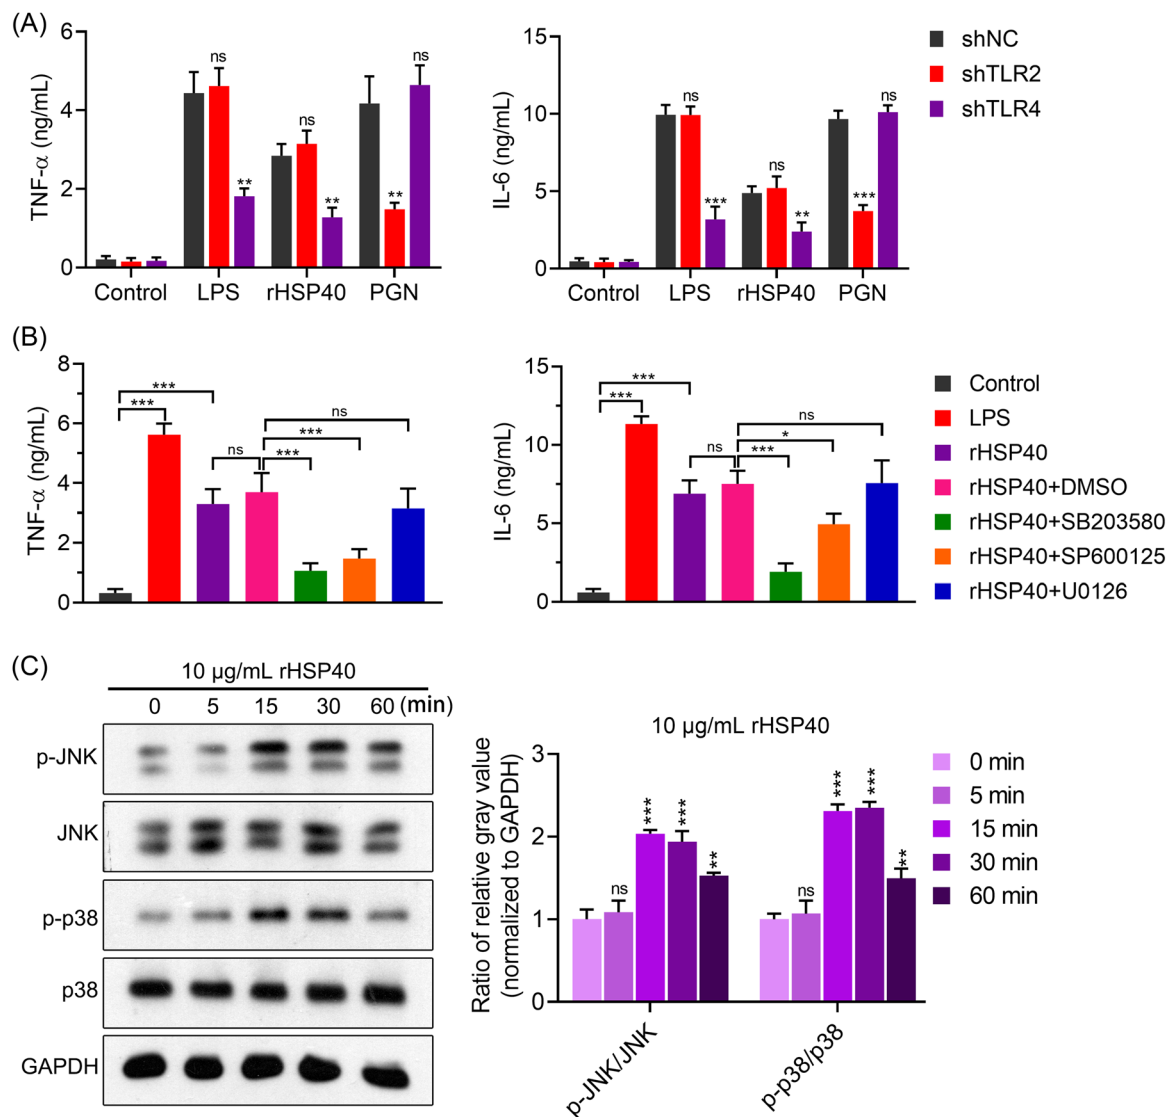 (A)
TNF-α (ng/mL)
6
4
2
0
ns
**
ns
**
**
ns
Control
LPS
rHSP40
PGN
IL-6 (ng/mL)
15
10
5
0
ns
***
ns
**
***
ns
Control
LPS
rHSP40
PGN
shNC
shTLR2
shTLR4
(B)
TNF-α (ng/mL)
8
6
4
2
0
***
***
ns
***
***
ns
IL-6 (ng/mL)
15
10
5
0
***
***
ns
***
*
ns
Control
LPS
rHSP40
rHSP40+DMSO
rHSP40+SB203580
rHSP40+SP600125
rHSP40+U0126
(C)
10 µg/mL rHSP40
0 5 15 30 60 (min)
p-JNK
JNK
p-p38
p38
GAPDH
10 µg/mL rHSP40
Ratio of relative gray value
(normalized to GAPDH)
3
2
1
0
ns
***
***
**
ns
***
***
**
p-JNK/JNK
p-p38/p38
0 min
5 min
15 min
30 min
60 min